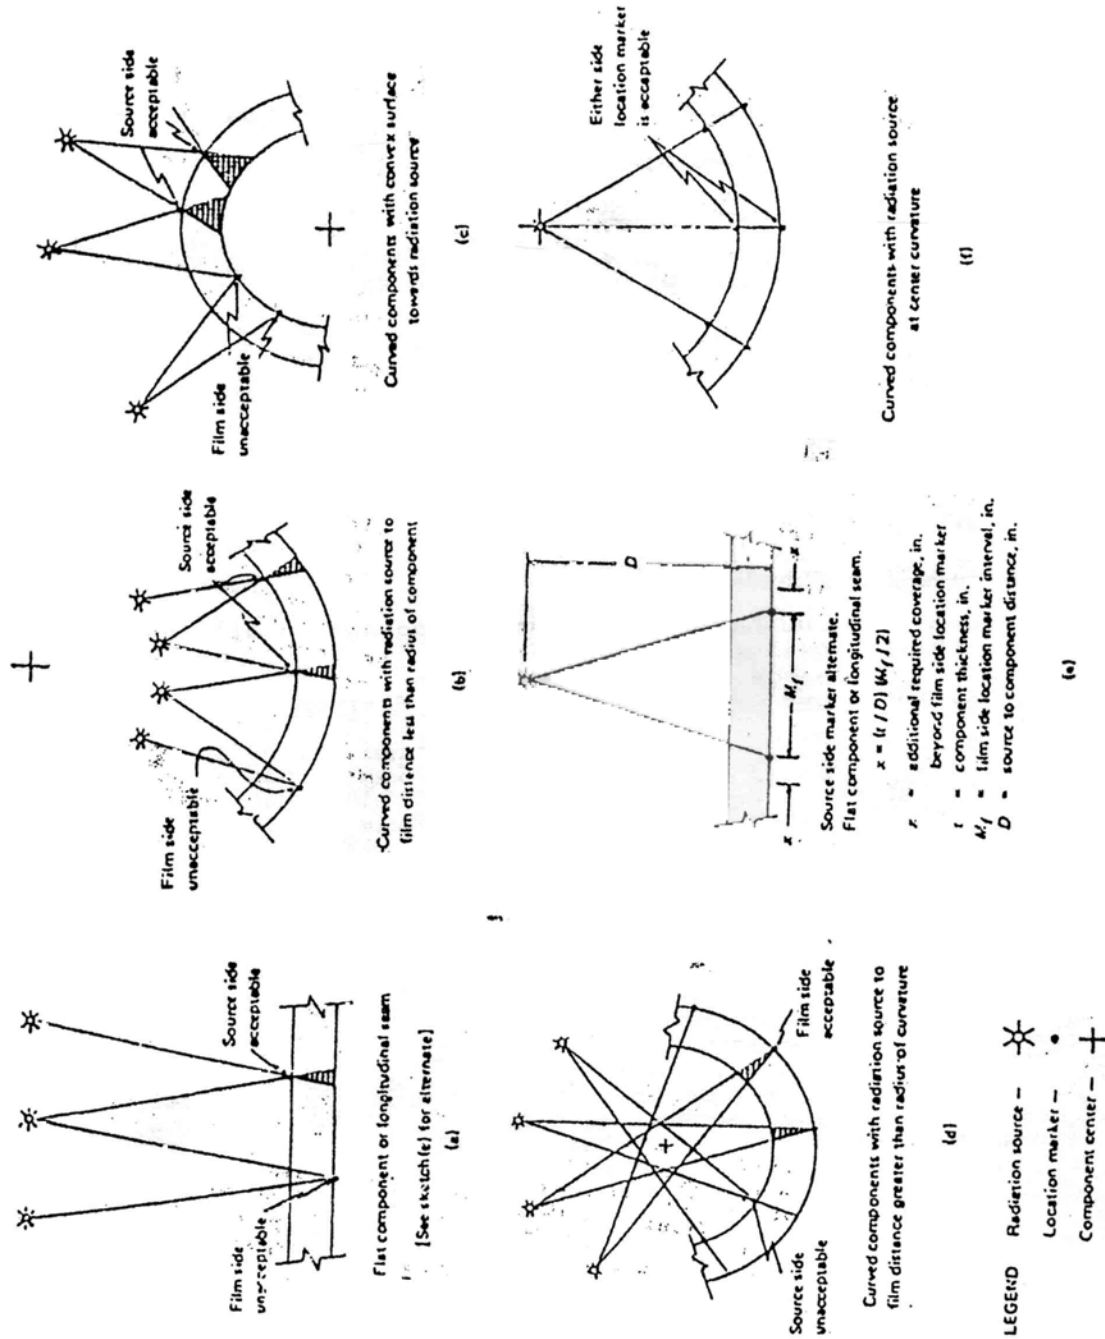 Film side
unacceptable
Source side
acceptable
Flat component or longitudinal seam
[See sketch (e) for alternate]
(a)
Film side
unacceptable
Source side
acceptable
Curved components with radiation source to
film distance less than radius of component
(b)
Source side
acceptable
Film side
unacceptable
Curved components with convex surface
towards radiation source
(c)
Source side
unacceptable
Film side
acceptable
Curved components with radiation source to
film distance greater than radius of curvature
(d)
D
x
M_f
x
Source side marker alternate.
Flat component or longitudinal seam.
x = (t / D) (M_f / 2)
x = additional required coverage, in.
beyond film side location marker
t = component thickness, in.
M_f = film side location marker interval, in.
D = source to component distance, in.
(e)
Either side
location marker
is acceptable
Curved components with radiation source
at center curvature
(f)
LEGEND Radiation source –
Location marker –
Component center –